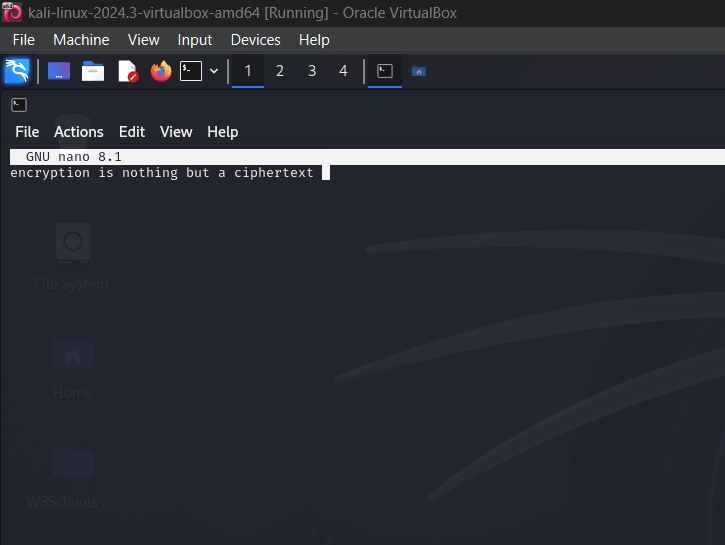 kali-linux-2024.3-virtualbox-amd64 [Running] - Oracle VirtualBox
File Machine View Input Devices Help
1 2 3 4
File Actions Edit View Help
GNU nano 8.1
encryption is nothing but a ciphertext
File System
Home
W3Schools ...